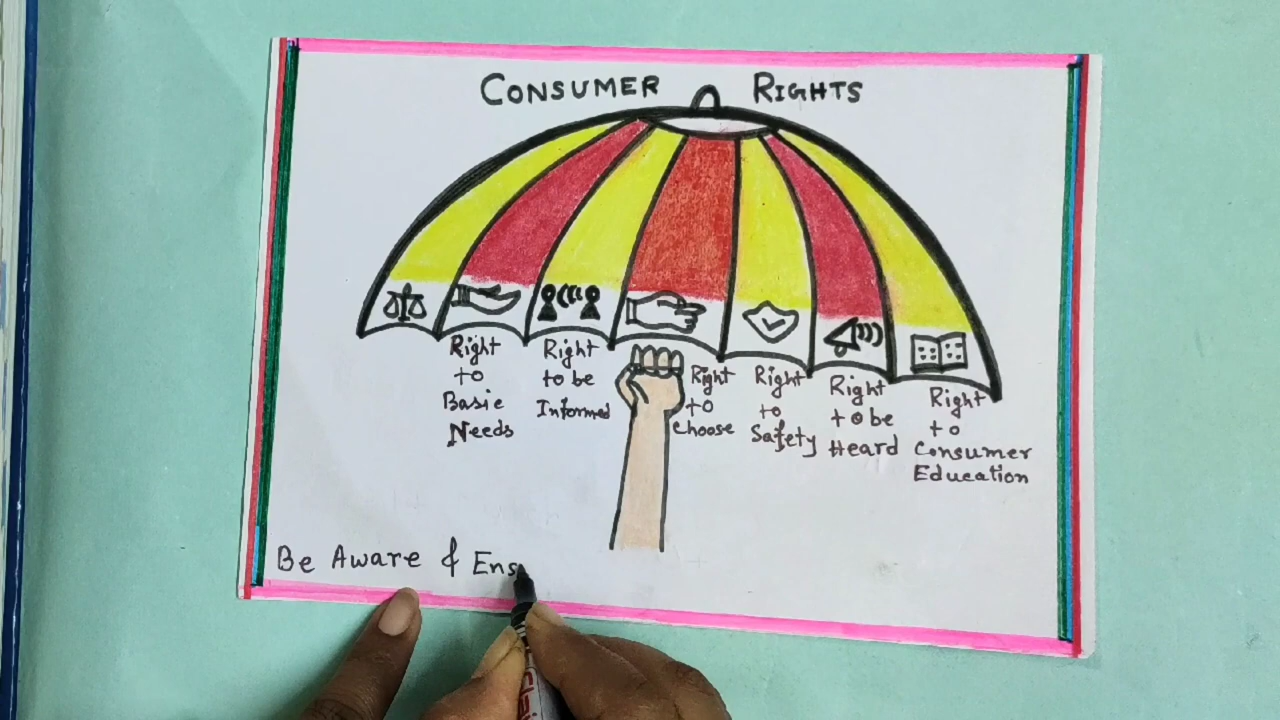 CONSUMER RIGHTS
Right
to
Basic
Needs
Right
to be
Informed
Right
to
choose
Right
to
Safety
Right
to be
Heard
Right
to
Consumer
Education
Be Aware & Ens